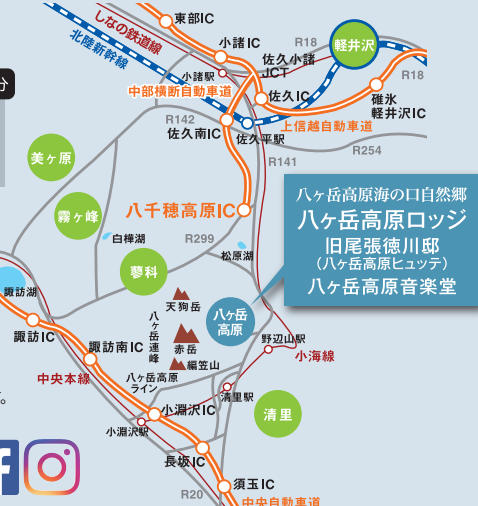 東部IC
しなの鉄道線
北陸新幹線
小諸IC
R18
軽井沢
小諸駅
佐久小諸
JCT
R18
分
中部横断自動車道
佐久IC
碓氷
軽井沢IC
R142
佐久南IC
上信越自動車道
佐久平駅
R141
R254
美ヶ原
八ヶ岳高原海の口自然郷
八ヶ岳高原ロッジ
旧尾張徳川邸
(八ヶ岳高原ヒュッテ)
八ヶ岳高原音楽堂
霧ヶ峰
八千穂高原IC
白樺湖
R299
松原湖
蓼科
諏訪湖
天狗岳
八ヶ岳連峰
八ヶ岳
高原
諏訪IC
赤岳
野辺山駅
諏訪南IC
編笠山
小海線
中央本線
八ヶ岳高原
ライン
清里駅
。
小淵沢IC
清里
小淵沢駅
長坂IC
須玉IC
R20
中央自動車道